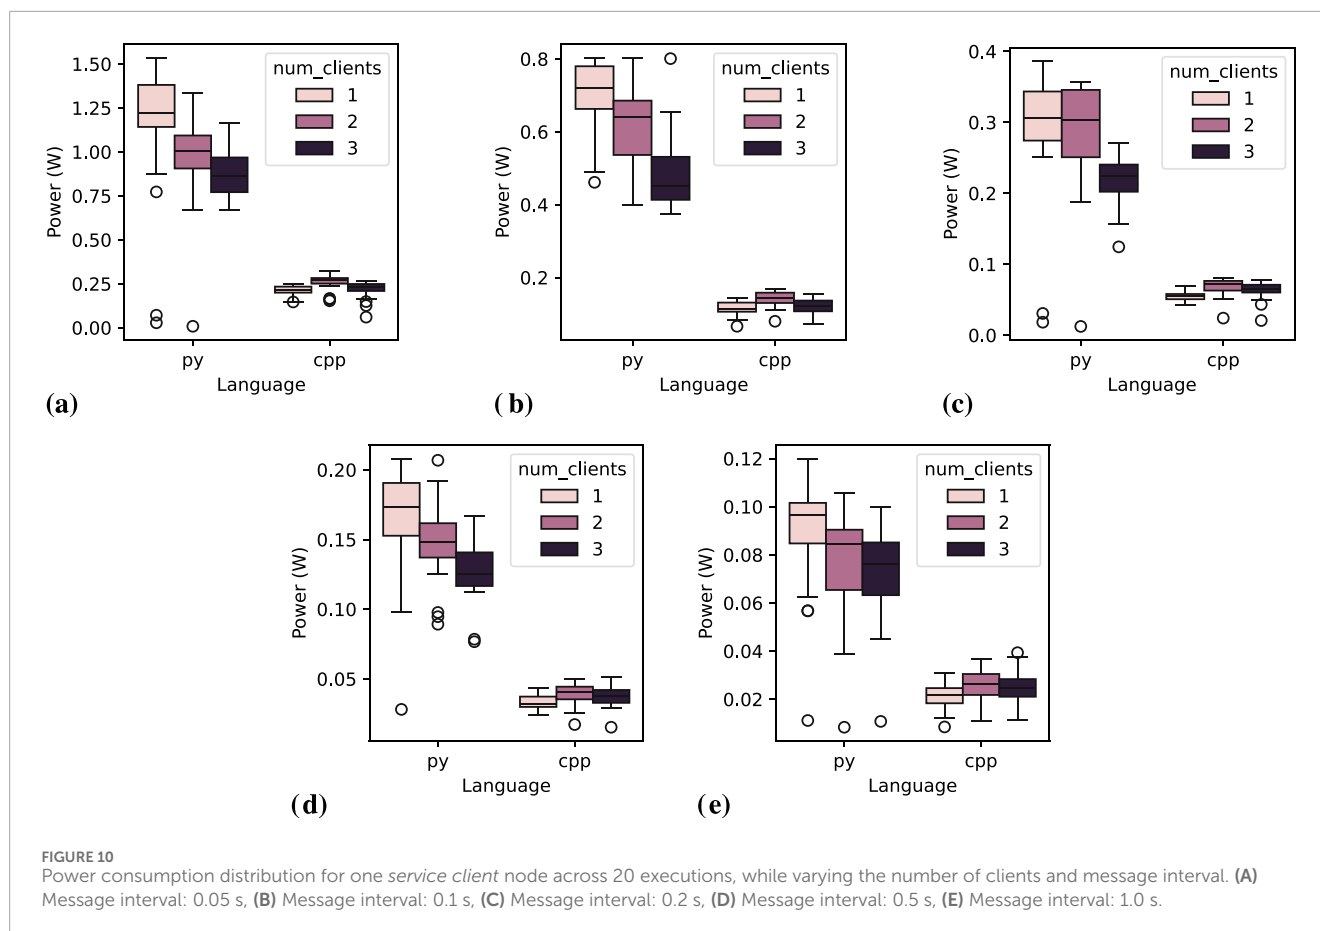 num_clients
1
2
3
1.50
1.25
1.00
0.75
0.50
0.25
0.00
Power (W)
py
cpp
Language
(a)
num_clients
1
2
3
0.8
0.6
0.4
0.2
Power (W)
py
cpp
Language
(b)
num_clients
1
2
3
0.4
0.3
0.2
0.1
0.0
Power (W)
py
cpp
Language
(c)
num_clients
1
2
3
0.20
0.15
0.10
0.05
Power (W)
py
cpp
Language
(d)
num_clients
1
2
3
0.12
0.10
0.08
0.06
0.04
0.02
Power (W)
py
cpp
Language
(e)
FIGURE 10
Power consumption distribution for one service client node across 20 executions, while varying the number of clients and message interval. (A)
Message interval: 0.05 s, (B) Message interval: 0.1 s, (C) Message interval: 0.2 s, (D) Message interval: 0.5 s, (E) Message interval: 1.0 s.